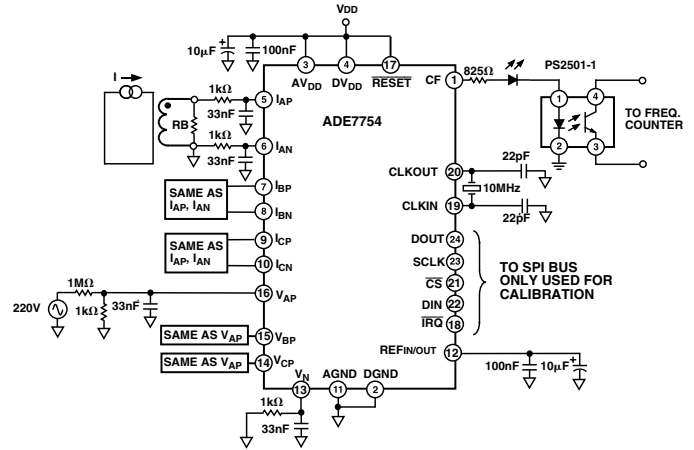 VDD
10µF +
100nF
3
4
17
AVDD
DVDD
RESET
CF
1
825Ω
PS2501-1
I
1kΩ
5
IAP
33nF
RB
ADE7754
1
4
2
3
TO FREQ.
COUNTER
1kΩ
6
IAN
33nF
20
CLKOUT
22pF
10MHz
19
CLKIN
22pF
SAME AS
IAP, IAN
7
IBP
8
IBN
SAME AS
IAP, IAN
9
ICP
10
ICN
DOUT
24
SCLK
23
CS
21
DIN
22
IRQ
18
TO SPI BUS
ONLY USED FOR
CALIBRATION
1MΩ
16
VAP
220V
1kΩ
33nF
SAME AS VAP
15
VBP
SAME AS VAP
14
VCP
REFIN/OUT
12
100nF
10µF +
VN
13
AGND
11
DGND
2
1kΩ
33nF